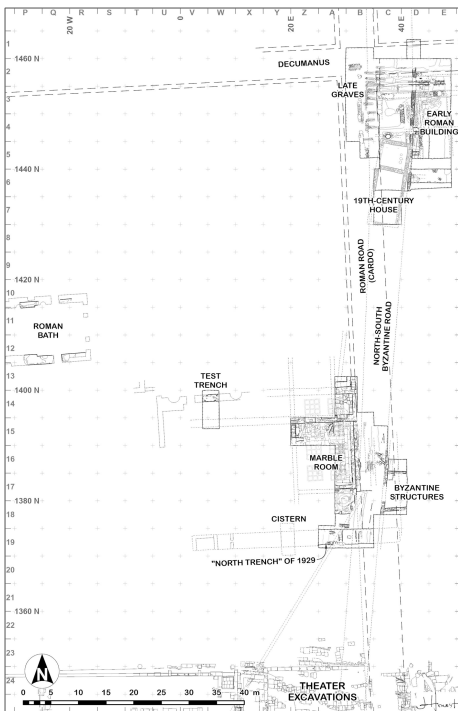 P Q R S T U V W X Y Z A B C D E
20 W
0
20 E
40 E
1
1460 N
2
3
4
5
1440 N
6
7
8
9
1420 N
10
11
12
13
1400 N
14
15
16
17
1380 N
18
19
20
21
1360 N
22
23
24
DECUMANUS
LATE
GRAVES
EARLY
ROMAN
BUILDING
19TH-CENTURY
HOUSE
ROMAN ROAD
(CARDO)
NORTH-SOUTH
BYZANTINE ROAD
ROMAN
BATH
TEST
TRENCH
MARBLE
ROOM
BYZANTINE
STRUCTURES
CISTERN
"NORTH TRENCH" OF 1929
THEATER
EXCAVATIONS
N
0 5 10 15 20 25 30 35 40 m